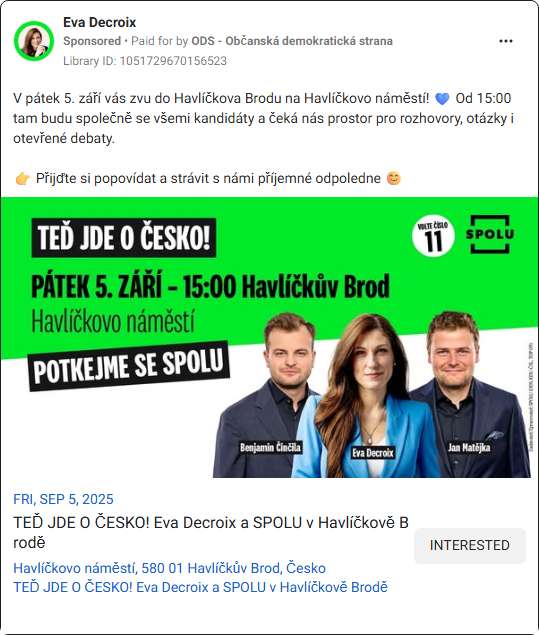 Eva Decroix
Sponsored • Paid for by ODS - Občanská demokratická strana
Library ID: 1051729670156523
V pátek 5. září vás zvu do Havlíčkova Brodu na Havlíčkovo náměstí! 💙 Od 15:00
tam budu společně se všemi kandidáty a čeká nás prostor pro rozhovory, otázky i
otevřené debaty.
👉 Přijďte si popovídat a strávit s námi příjemné odpoledne 😊
TEĎ JDE O ČESKO!
VOLTE ČÍSLO
11
SPOLU
PÁTEK 5. ZÁŘÍ – 15:00 Havlíčkův Brod
Havlíčkovo náměstí
POTKEJME SE SPOLU
Benjamin Činčila
Eva Decroix
Jan Matějka
FRI, SEP 5, 2025
TEĎ JDE O ČESKO! Eva Decroix a SPOLU v Havlíčkově B
rodě
INTERESTED
Havlíčkovo náměstí, 580 01 Havlíčkův Brod, Česko
TEĎ JDE O ČESKO! Eva Decroix a SPOLU v Havlíčkově Brodě